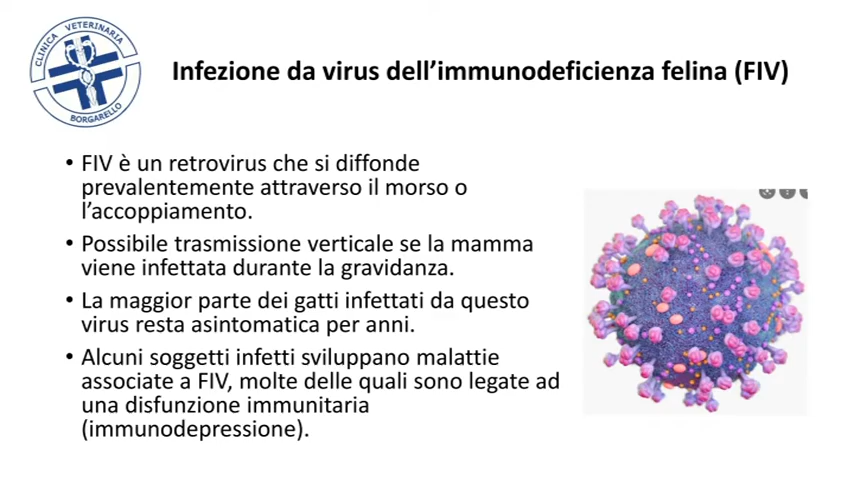 CLINICA VETERINARIA
BORGARELLO
Infezione da virus dell’immunodeficienza felina (FIV)
• FIV è un retrovirus che si diffonde
prevalentemente attraverso il morso o
l’accoppiamento.
• Possibile trasmissione verticale se la mamma
viene infettata durante la gravidanza.
• La maggior parte dei gatti infettati da questo
virus resta asintomatica per anni.
• Alcuni soggetti infetti sviluppano malattie
associate a FIV, molte delle quali sono legate ad
una disfunzione immunitaria
(immunodepressione).